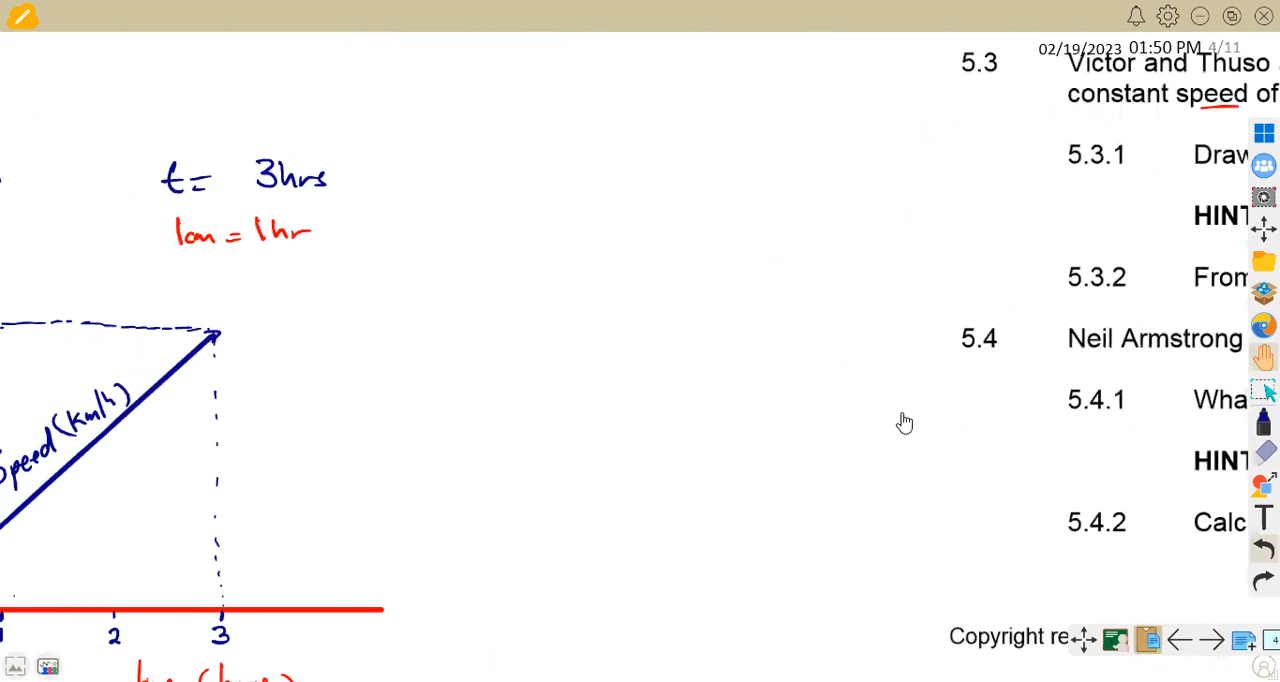 02/19/2023 01:50 PM 4/11
5.3 Victor and Thuso
constant speed of
5.3.1 Draw
HINT
5.3.2 From
5.4 Neil Armstrong
5.4.1 Wha
HINT
5.4.2 Calc
Copyright re
t = 3hrs
1cm = 1hr
Speed (km/h)
2 3